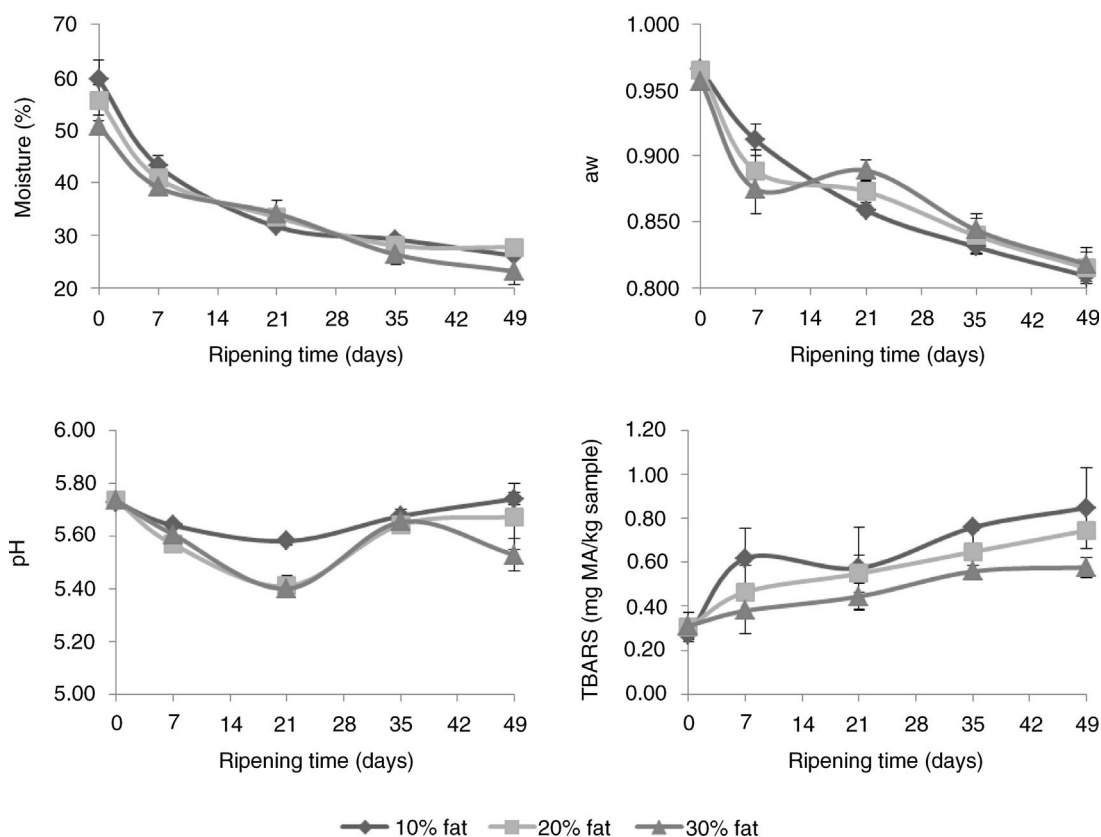 70
60
50
40
30
20
Moisture (%)
0 7 14 21 28 35 42 49
Ripening time (days)
1.000
0.950
0.900
0.850
0.800
aw
0 7 14 21 28 35 42 49
Ripening time (days)
6.00
5.80
5.60
5.40
5.20
5.00
pH
0 7 14 21 28 35 42 49
Ripening time (days)
1.20
1.00
0.80
0.60
0.40
0.20
0.00
TBARS (mg MA/kg sample)
0 7 14 21 28 35 42 49
Ripening time (days)
10% fat 20% fat 30% fat